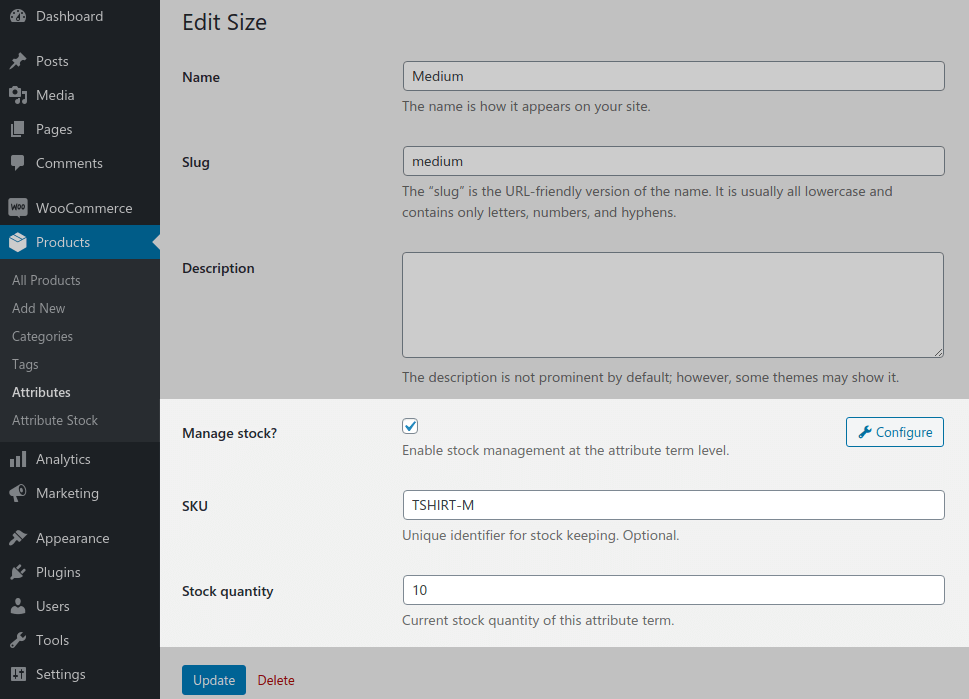 Dashboard
Posts
Media
Pages
Comments
WOO WooCommerce
Products
All Products
Add New
Categories
Tags
Attributes
Attribute Stock
Analytics
Marketing
Appearance
Plugins
Users
Tools
Settings
Edit Size
Name
Medium
The name is how it appears on your site.
Slug
medium
The “slug” is the URL-friendly version of the name. It is usually all lowercase and
contains only letters, numbers, and hyphens.
Description
The description is not prominent by default; however, some themes may show it.
Manage stock?
Configure
Enable stock management at the attribute term level.
SKU
TSHIRT-M
Unique identifier for stock keeping. Optional.
Stock quantity
10
Current stock quantity of this attribute term.
Update Delete